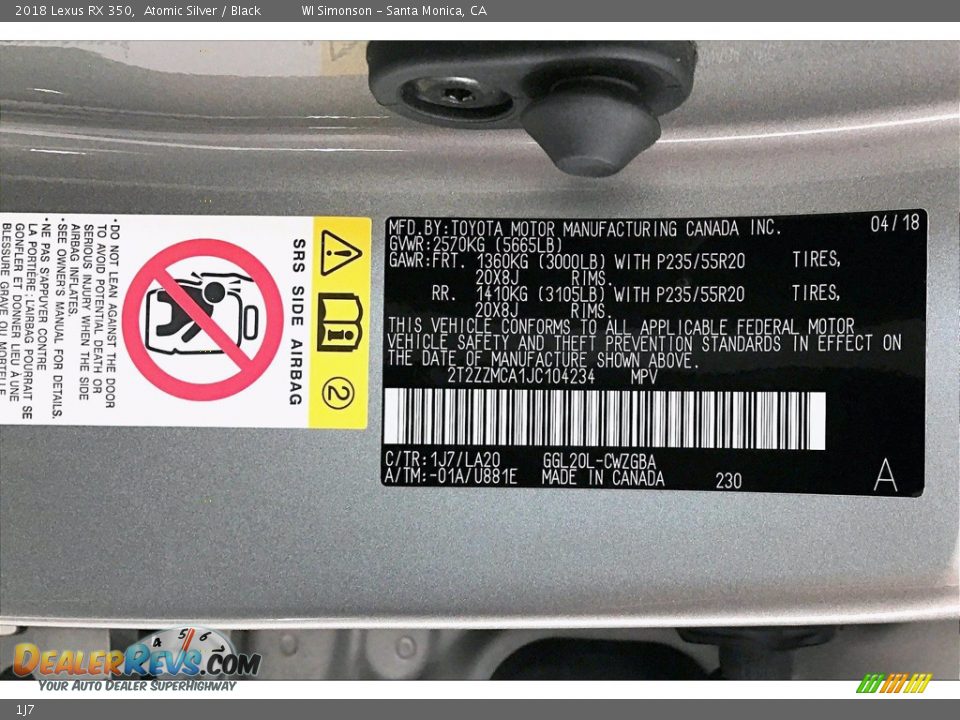 2018 Lexus RX 350, Atomic Silver / Black WI Simonson – Santa Monica, CA
MFD.BY:TOYOTA MOTOR MANUFACTURING CANADA INC. 04/18
GVWR:2570KG (5665LB)
GAWR:FRT. 1360KG (3000LB) WITH P235/55R20 TIRES,
20X8J RIMS.
RR. 1410KG (3105LB) WITH P235/55R20 TIRES,
20X8J RIMS.
THIS VEHICLE CONFORMS TO ALL APPLICABLE FEDERAL MOTOR
VEHICLE SAFETY AND THEFT PREVENTION STANDARDS IN EFFECT ON
THE DATE OF MANUFACTURE SHOWN ABOVE.
2T2ZZMCA1JC104234 MPV
C/TR:1J7/LA20 GGL20L-CWZGBA
A/TM:-01A/U881E MADE IN CANADA 230
A
2
SRS SIDE AIRBAG
•DO NOT LEAN AGAINST THE DOOR
TO AVOID POTENTIAL DEATH OR
SERIOUS INJURY WHEN THE SIDE
AIRBAG INFLATES.
•SEE OWNER'S MANUAL FOR DETAILS.
•NE PAS S'APPUYER CONTRE
LA PORTIÈRE ; L'AIRBAG POURRAIT SE
GONFLER ET DONNER LIEU À UNE
BLESSURE GRAVE OU MORTELLE
4 5 6 7
DEALERREVS.COM
YOUR AUTO DEALER SUPERHIGHWAY
1J7